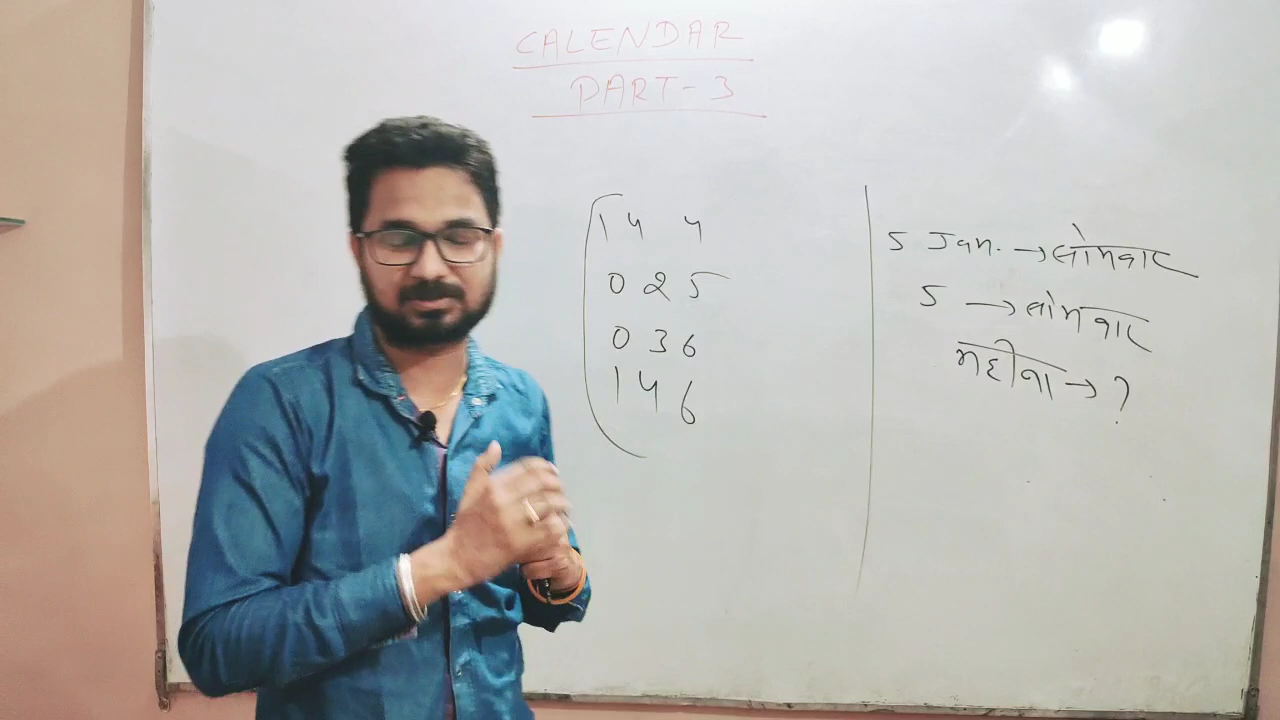 CALENDAR
PART-3
1 4 4
0 2 5
0 3 6
1 4 6
5 Jan. → सोमवार
5 → सोमवार
महीना → ?